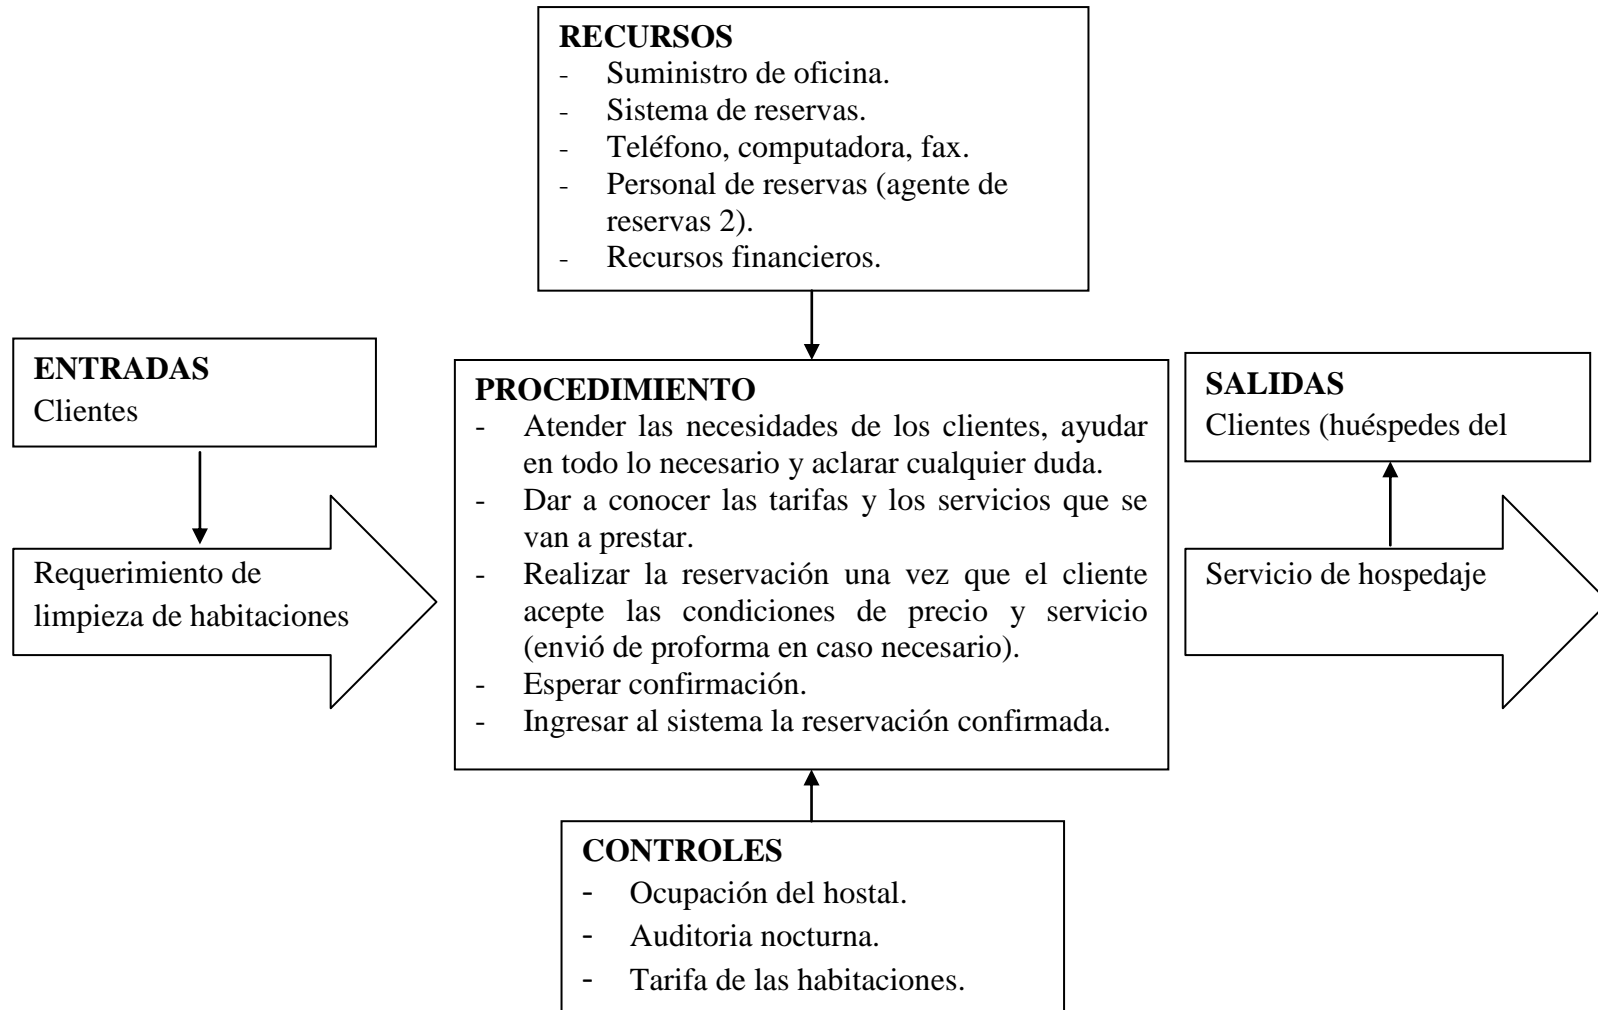 RECURSOS
- Suministro de oficina.
- Sistema de reservas.
- Teléfono, computadora, fax.
- Personal de reservas (agente de
reservas 2).
- Recursos financieros.
ENTRADAS
Clientes
Requerimiento de
limpieza de habitaciones
PROCEDIMIENTO
- Atender las necesidades de los clientes, ayudar
en todo lo necesario y aclarar cualquier duda.
- Dar a conocer las tarifas y los servicios que se
van a prestar.
- Realizar la reservación una vez que el cliente
acepte las condiciones de precio y servicio
(envió de proforma en caso necesario).
- Esperar confirmación.
- Ingresar al sistema la reservación confirmada.
SALIDAS
Clientes (huéspedes del
Servicio de hospedaje
CONTROLES
- Ocupación del hostal.
- Auditoria nocturna.
- Tarifa de las habitaciones.